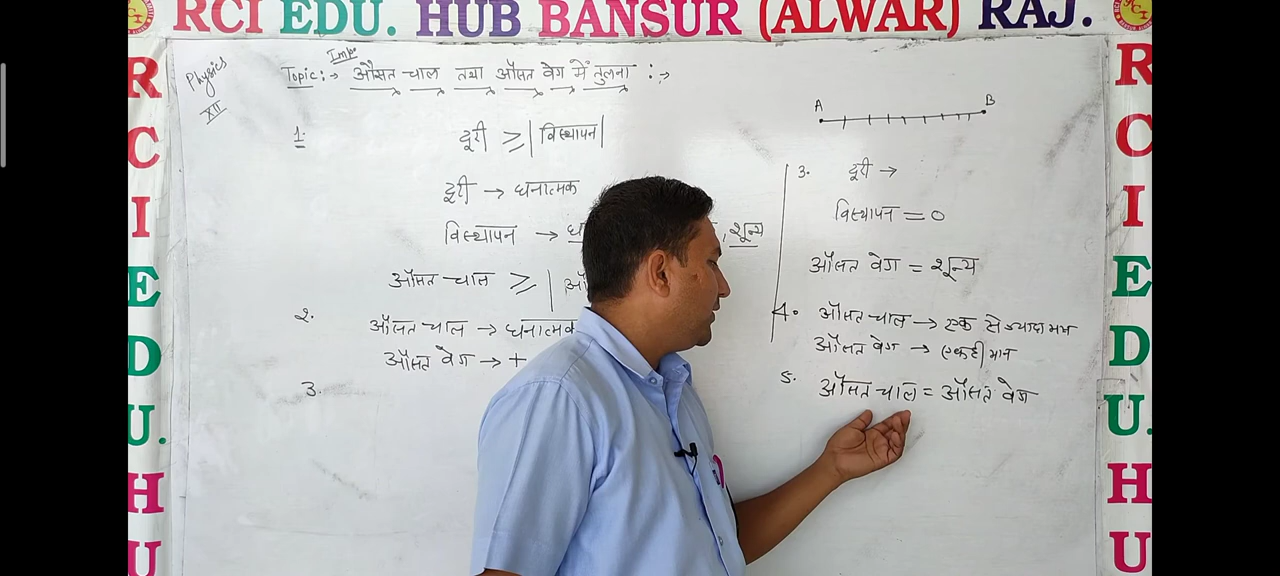 RCI EDU. HUB BANSUR (ALWAR) RAJ.
Physics
XII
Imp.
Topic:→ औसत चाल तथा औसत वेग में तुलना :→
1.
दूरी ≥ |विस्थापन|
दूरी → धनात्मक
विस्थापन → , शून्य
औसत चाल ≥ |
2. औसत चाल → धनात्मक
औसत वेग → +
3.
A B
3. दूरी →
विस्थापन = 0
औसत वेग = शून्य
4. औसत चाल → एक से ज्यादा मान
औसत वेग → एक ही मान
5. औसत चाल = औसत वेग
RCI EDU. HU
RCI EDU. HU